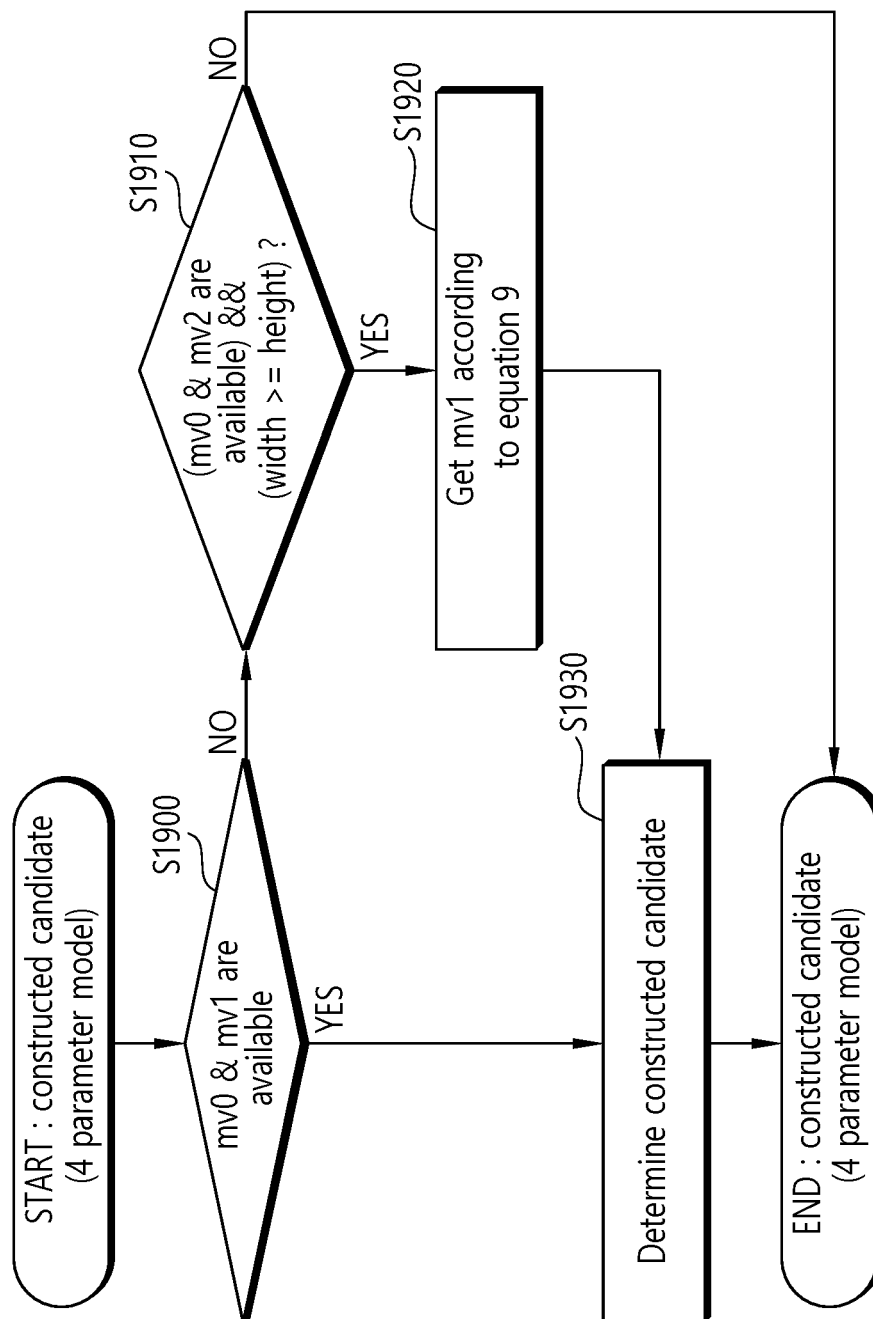 START : constructed candidate
(4 parameter model)
S1900
mv0 & mv1 are
available
NO
YES
S1910
(mv0 & mv2 are
available) &&
(width >= height) ?
NO
YES
S1920
Get mv1 according
to equation 9
S1930
Determine constructed candidate
END : constructed candidate
(4 parameter model)